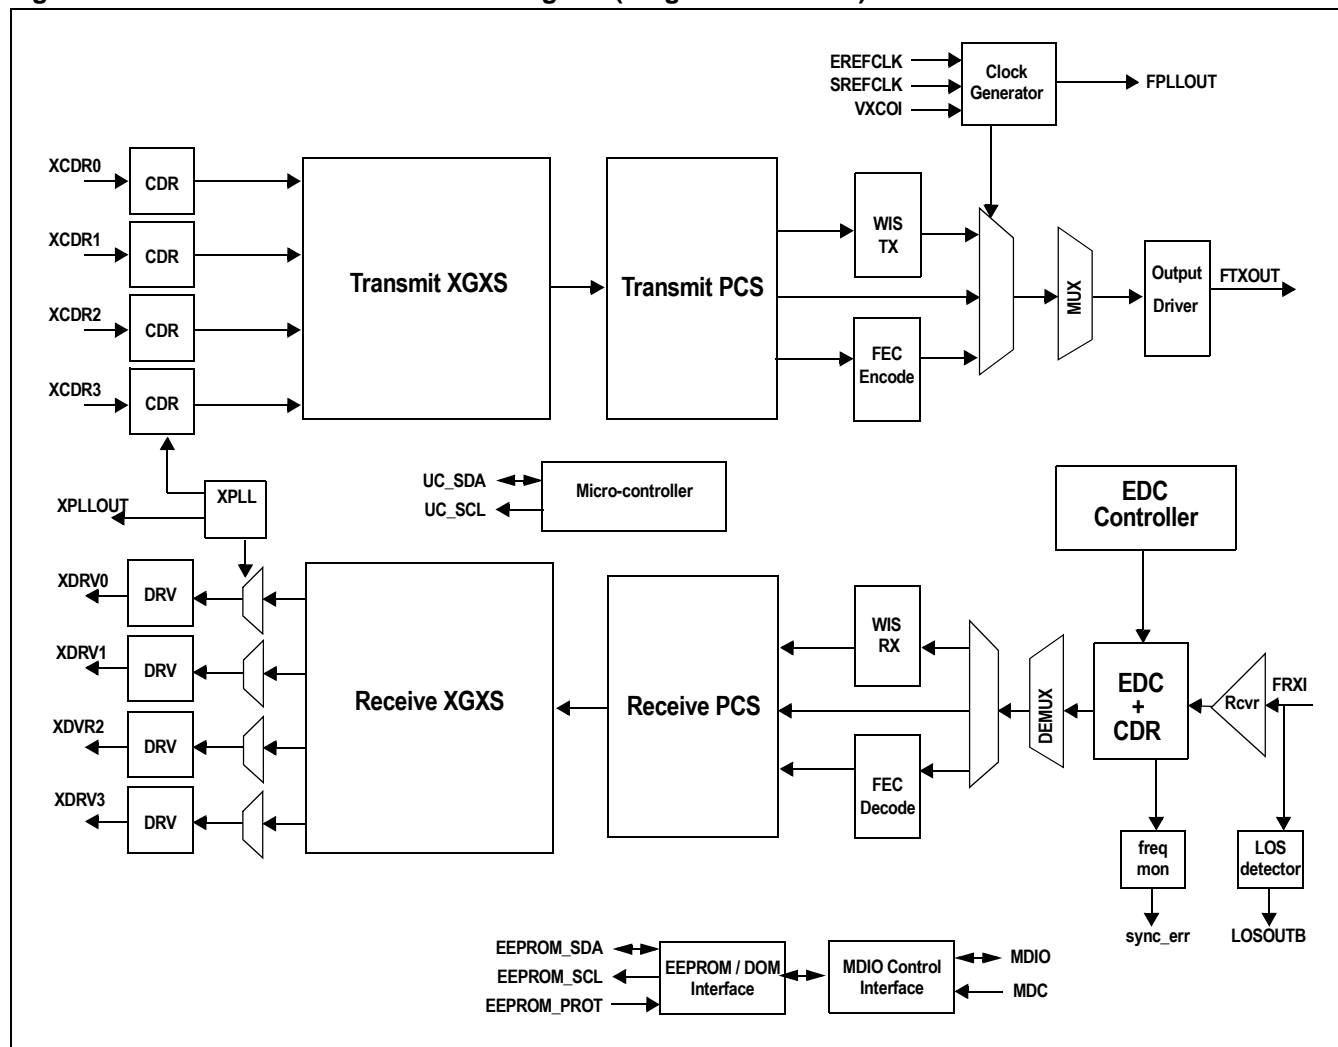 EREFCLK
SREFCLK
VXCOI
Clock
Generator
FPLLOUT
XCDR0
CDR
XCDR1
CDR
XCDR2
CDR
XCDR3
CDR
Transmit XGXS
Transmit PCS
WIS
TX
FEC
Encode
MUX
Output
Driver
FTXOUT
XPLL
XPLLOUT
UC_SDA
UC_SCL
Micro-controller
EDC
Controller
XDRV0
DRV
XDRV1
DRV
XDVR2
DRV
XDRV3
DRV
Receive XGXS
Receive PCS
WIS
RX
FEC
Decode
DEMUX
EDC
+
CDR
Rcvr
FRXI
freq
mon
LOS
detector
sync_err
LOSOUTB
EEPROM_SDA
EEPROM_SCL
EEPROM_PROT
EEPROM / DOM
Interface
MDIO Control
Interface
MDIO
MDC